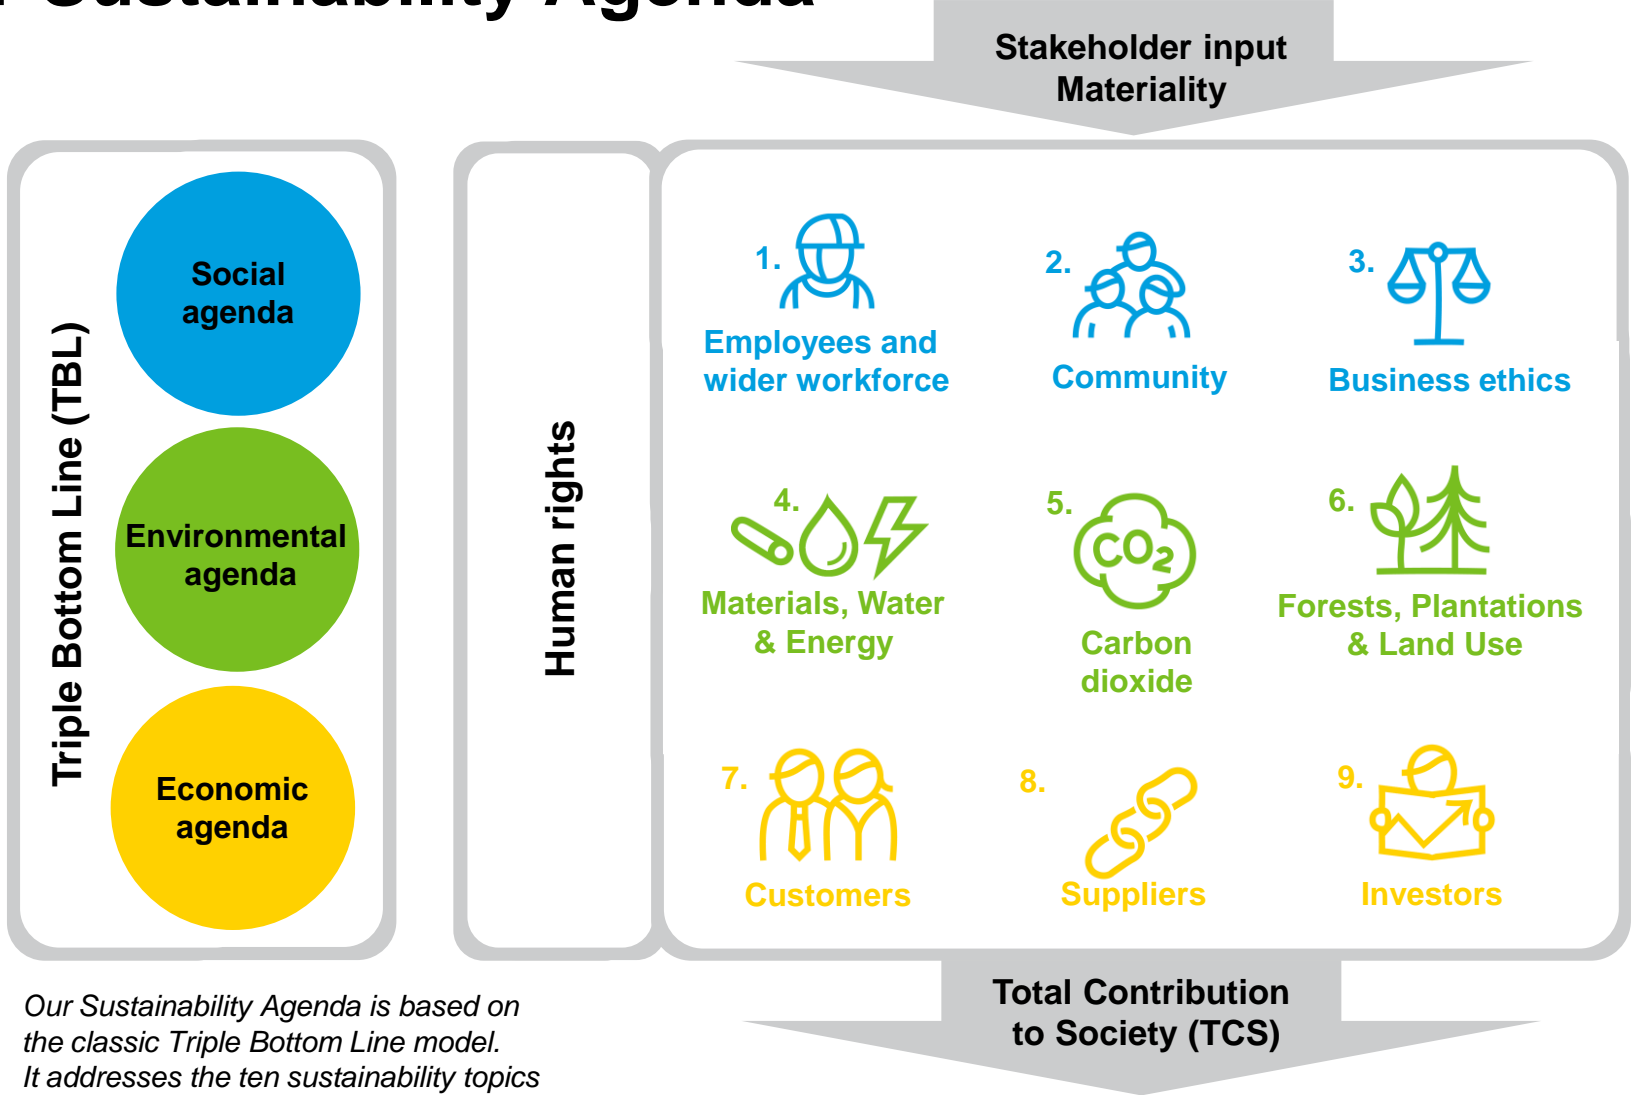 Sustainability Agenda
Stakeholder input
Materiality
Triple Bottom Line (TBL)
Social
agenda
Environmental
agenda
Economic
agenda
Human rights
1.
Employees and
wider workforce
2.
Community
3.
Business ethics
4.
Materials, Water
& Energy
5.
CO2
Carbon
dioxide
6.
Forests, Plantations
& Land Use
7.
Customers
8.
Suppliers
9.
Investors
Our Sustainability Agenda is based on
the classic Triple Bottom Line model.
It addresses the ten sustainability topics
Total Contribution
to Society (TCS)